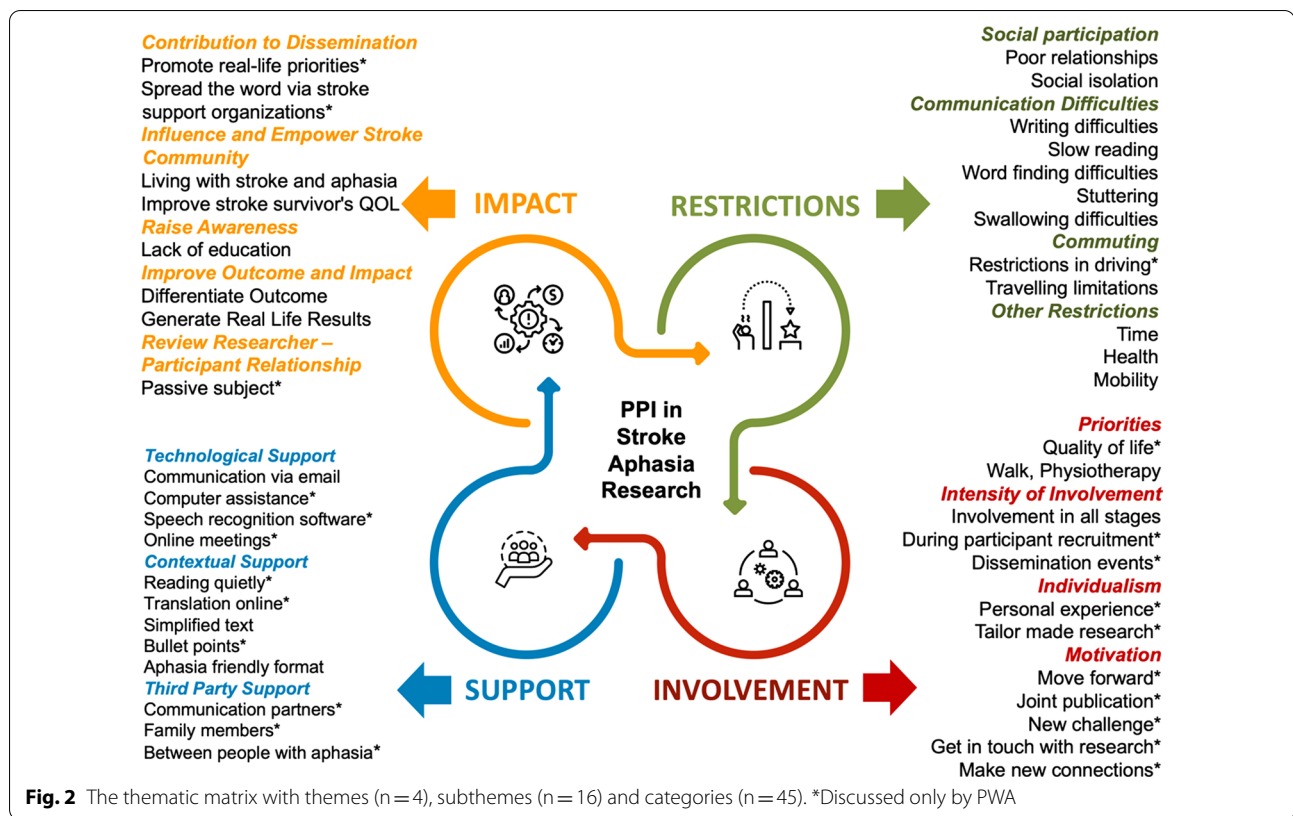 Contribution to Dissemination
Promote real-life priorities*
Spread the word via stroke
support organizations*
Influence and Empower Stroke
Community
Living with stroke and aphasia
Improve stroke survivor's QOL
Raise Awareness
Lack of education
Improve Outcome and Impact
Differentiate Outcome
Generate Real Life Results
Review Researcher –
Participant Relationship
Passive subject*
IMPACT
RESTRICTIONS
Social participation
Poor relationships
Social isolation
Communication Difficulties
Writing difficulties
Slow reading
Word finding difficulties
Stuttering
Swallowing difficulties
Commuting
Restrictions in driving*
Travelling limitations
Other Restrictions
Time
Health
Mobility
PPI in
Stroke
Aphasia
Research
Technological Support
Communication via email
Computer assistance*
Speech recognition software*
Online meetings*
Contextual Support
Reading quietly*
Translation online*
Simplified text
Bullet points*
Aphasia friendly format
Third Party Support
Communication partners*
Family members*
Between people with aphasia*
SUPPORT
INVOLVEMENT
Priorities
Quality of life*
Walk, Physiotherapy
Intensity of Involvement
Involvement in all stages
During participant recruitment*
Dissemination events*
Individualism
Personal experience*
Tailor made research*
Motivation
Move forward*
Joint publication*
New challenge*
Get in touch with research*
Make new connections*
Fig. 2 The thematic matrix with themes (n = 4), subthemes (n = 16) and categories (n = 45). *Discussed only by PWA